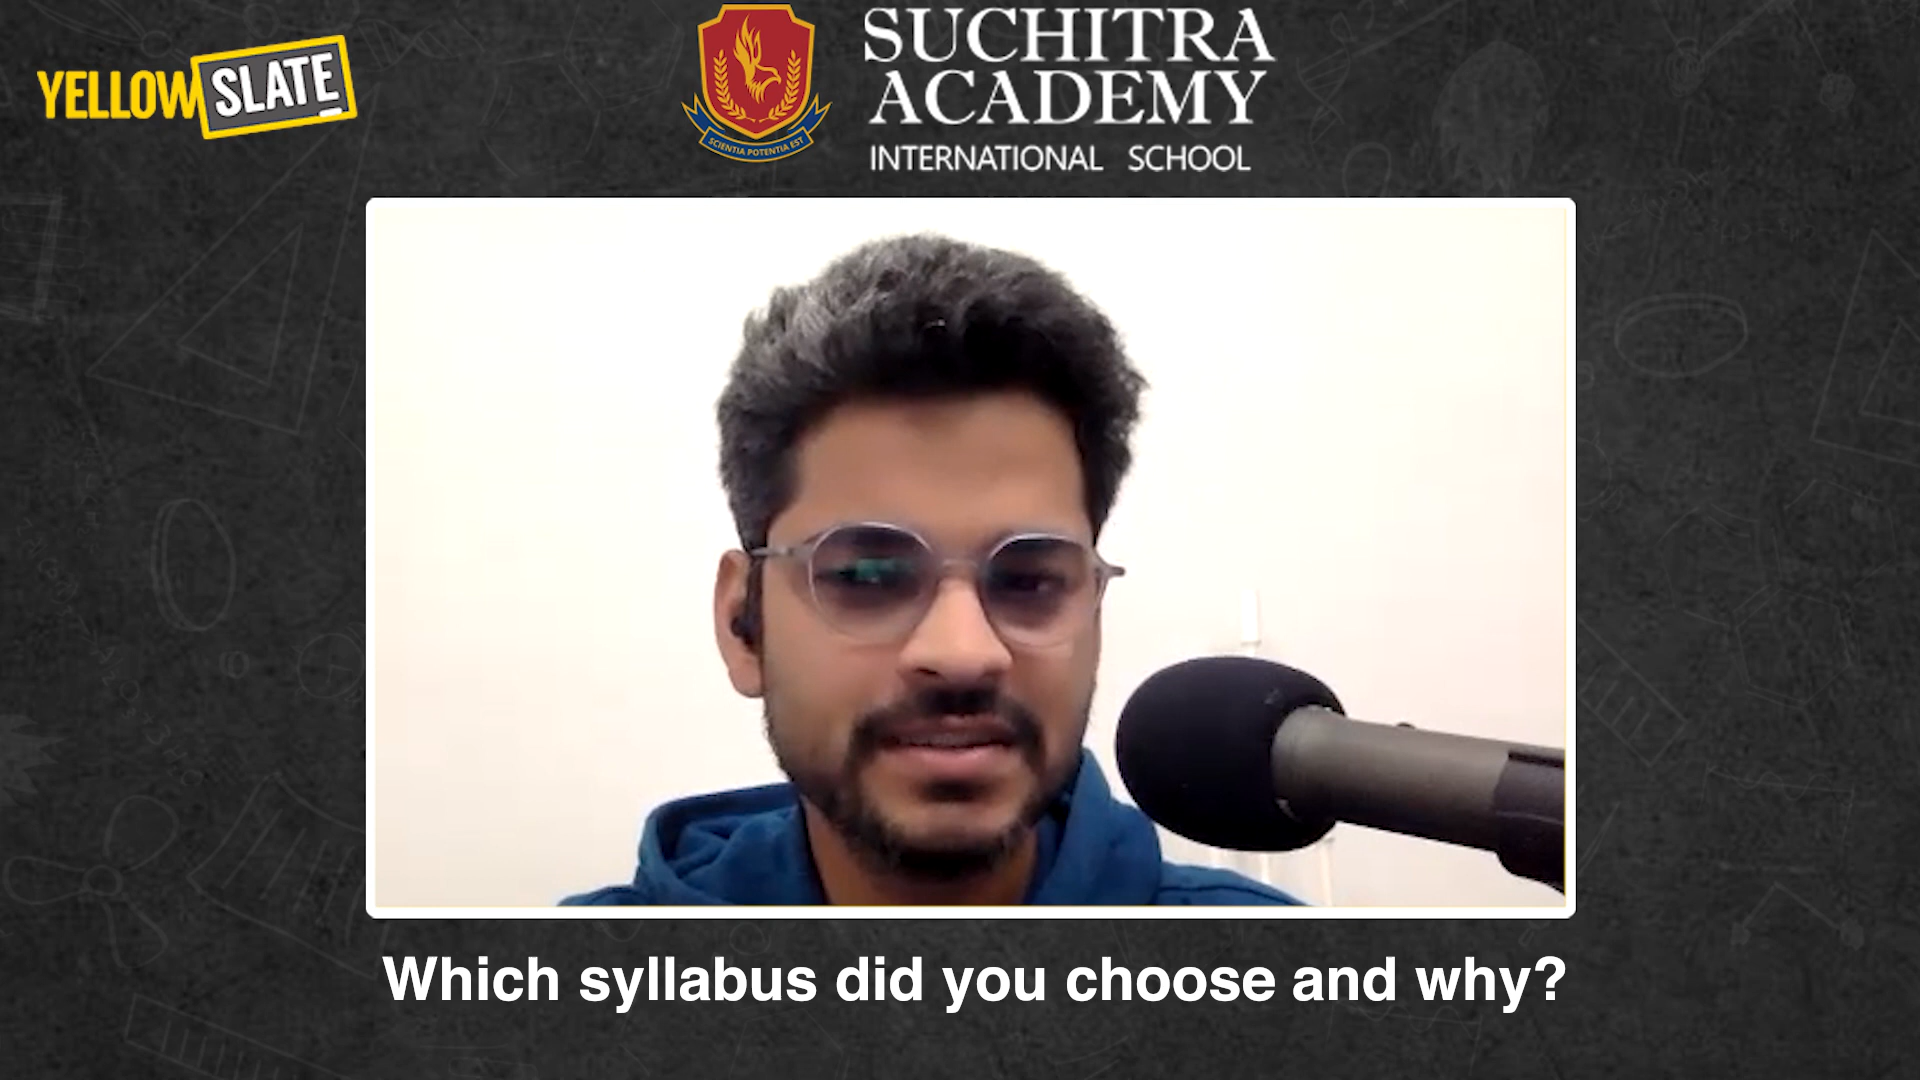 YELLOW SLATE
SUCHITRA
ACADEMY
INTERNATIONAL SCHOOL
SCIENTIA POTENTIA EST
Which syllabus did you choose and why?